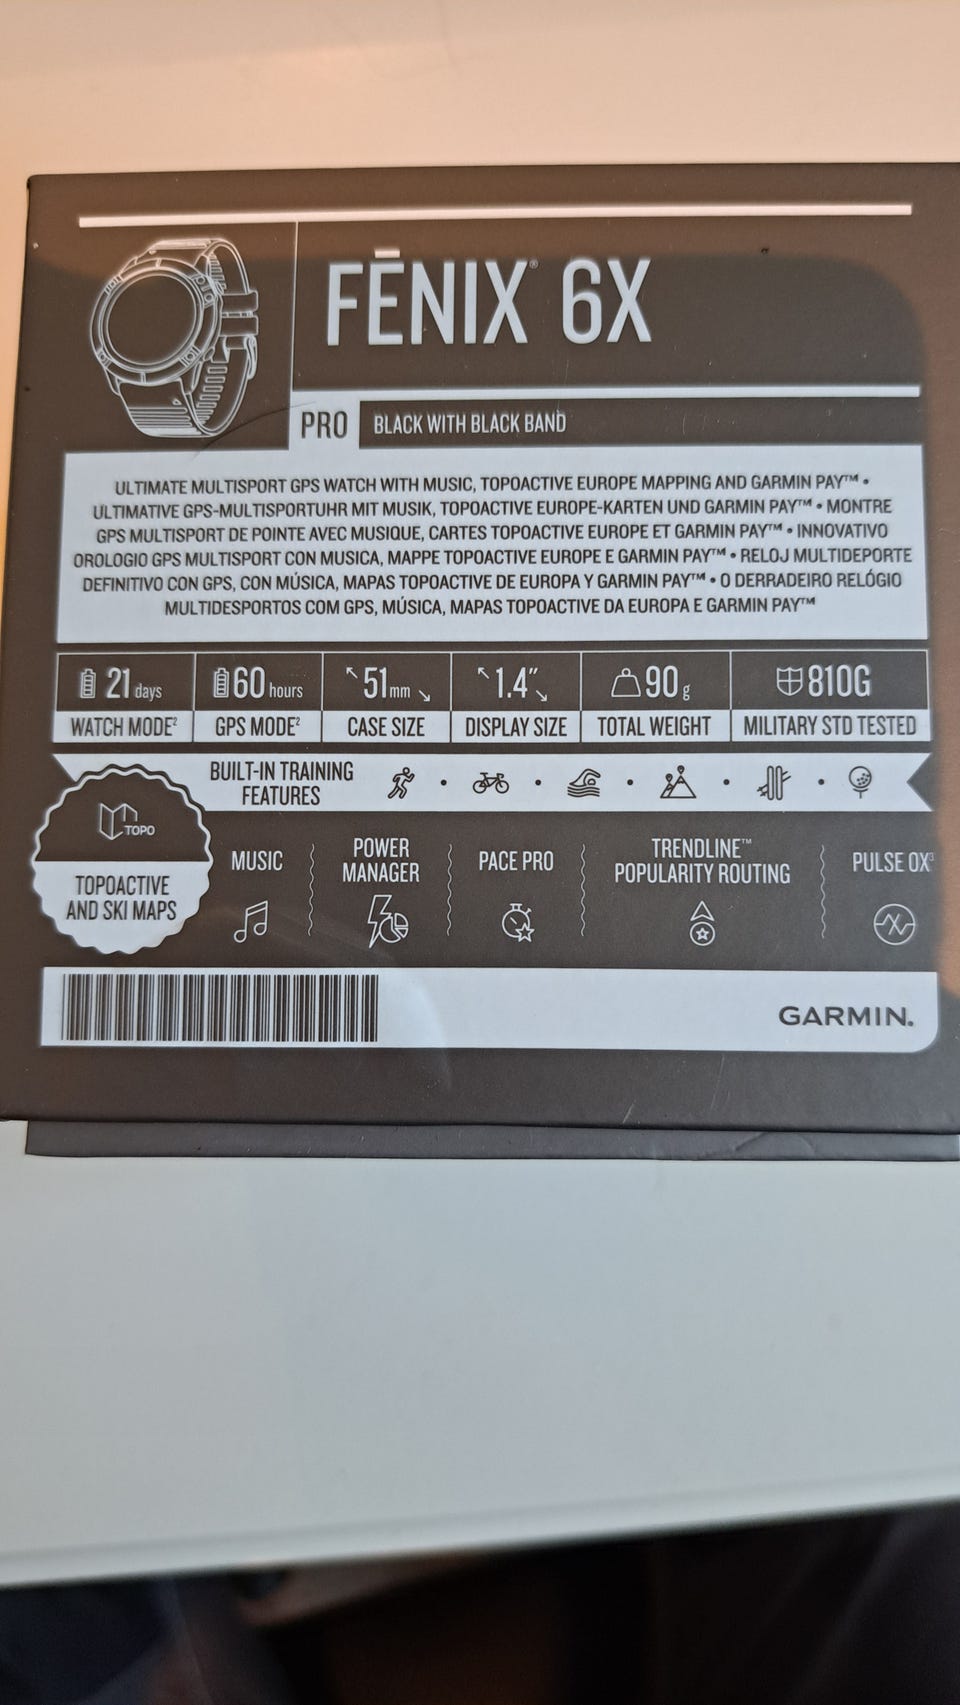 FĒNIX® 6X
PRO
BLACK WITH BLACK BAND
ULTIMATE MULTISPORT GPS WATCH WITH MUSIC, TOPOACTIVE EUROPE MAPPING AND GARMIN PAY™ •
ULTIMATIVE GPS-MULTISPORTUHR MIT MUSIK, TOPOACTIVE EUROPE-KARTEN UND GARMIN PAY™ • MONTRE
GPS MULTISPORT DE POINTE AVEC MUSIQUE, CARTES TOPOACTIVE EUROPE ET GARMIN PAY™ • INNOVATIVO
OROLOGIO GPS MULTISPORT CON MUSICA, MAPPE TOPOACTIVE EUROPE E GARMIN PAY™ • RELOJ MULTIDEPORTE
DEFINITIVO CON GPS, CON MÚSICA, MAPAS TOPOACTIVE DE EUROPA Y GARMIN PAY™ • O DERRADEIRO RELÓGIO
MULTIDESPORTOS COM GPS, MÚSICA, MAPAS TOPOACTIVE DA EUROPA E GARMIN PAY™
21 days
WATCH MODE²
60 hours
GPS MODE²
51 mm
CASE SIZE
1.4"
DISPLAY SIZE
90 g
TOTAL WEIGHT
810G
MILITARY STD TESTED
BUILT-IN TRAINING
FEATURES
TOPO
TOPOACTIVE
AND SKI MAPS
MUSIC
POWER
MANAGER
PACE PRO
TRENDLINE™
POPULARITY ROUTING
PULSE OX³
GARMIN.